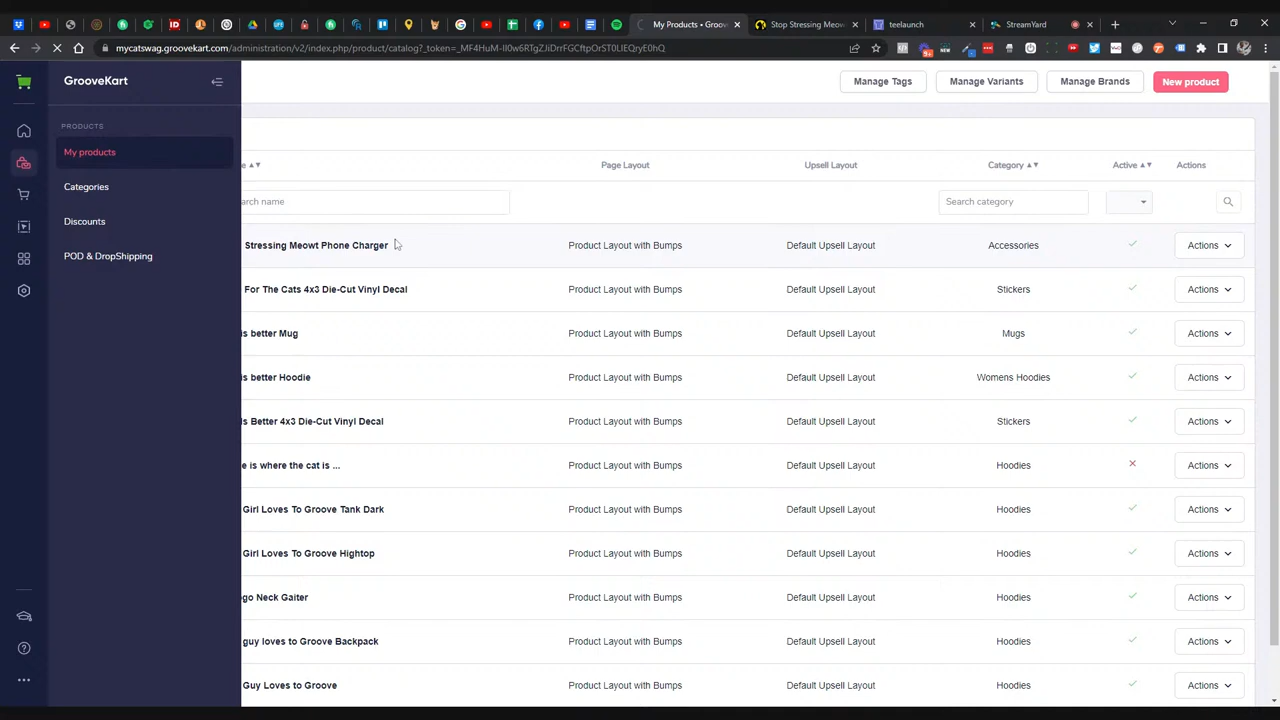 My Products • Groov
Stop Stressing Meow
teelaunch
StreamYard
mycatswag.groovekart.com/administration/v2/index.php/product/catalog?_token=_MF4HuM-II0w6RTgZJiDrrFGCftpOrST0LIEQryE0hQ
GrooveKart
Manage Tags
Manage Variants
Manage Brands
New product
PRODUCTS
My products
Categories
Discounts
POD & DropShipping
Page Layout
Upsell Layout
Category
Active
Actions
arch name
Search category
Stressing Meowt Phone Charger
Product Layout with Bumps
Default Upsell Layout
Accessories
Actions
For The Cats 4x3 Die-Cut Vinyl Decal
Product Layout with Bumps
Default Upsell Layout
Stickers
Actions
is better Mug
Product Layout with Bumps
Default Upsell Layout
Mugs
Actions
is better Hoodie
Product Layout with Bumps
Default Upsell Layout
Womens Hoodies
Actions
Is Better 4x3 Die-Cut Vinyl Decal
Product Layout with Bumps
Default Upsell Layout
Stickers
Actions
e is where the cat is ...
Product Layout with Bumps
Default Upsell Layout
Hoodies
Actions
Girl Loves To Groove Tank Dark
Product Layout with Bumps
Default Upsell Layout
Hoodies
Actions
Girl Loves To Groove Hightop
Product Layout with Bumps
Default Upsell Layout
Hoodies
Actions
go Neck Gaiter
Product Layout with Bumps
Default Upsell Layout
Hoodies
Actions
guy loves to Groove Backpack
Product Layout with Bumps
Default Upsell Layout
Hoodies
Actions
Guy Loves to Groove
Product Layout with Bumps
Default Upsell Layout
Hoodies
Actions